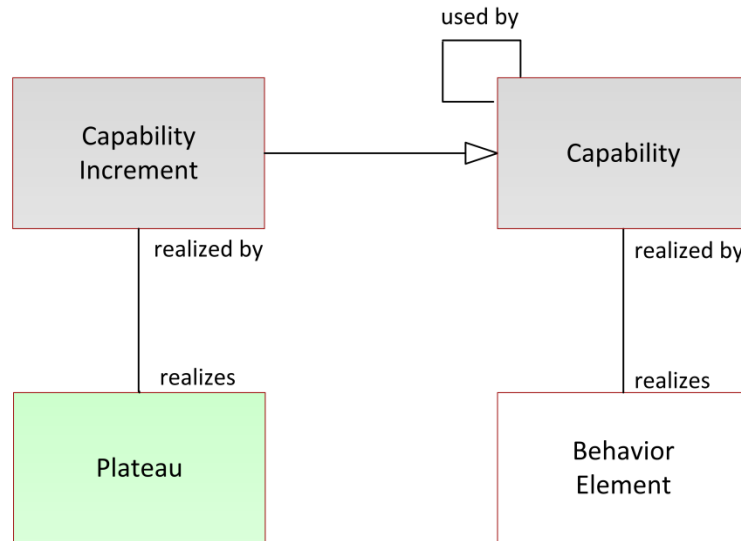 used by
Capability
Increment
Capability
realized by
realized by
realizes
realizes
Plateau
Behavior
Element